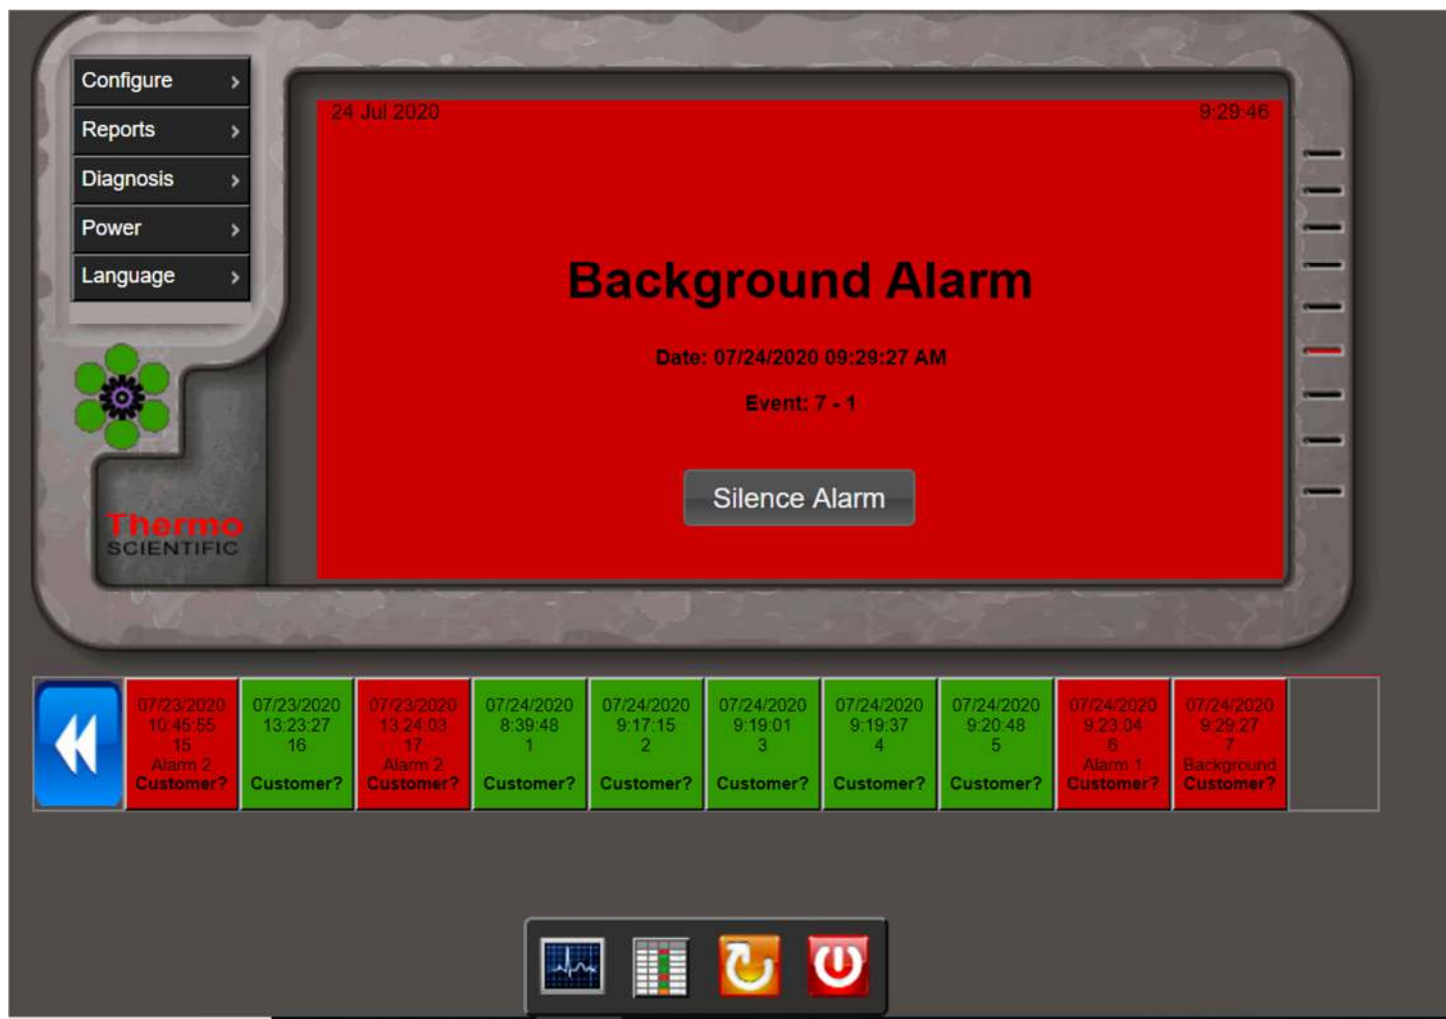 Configure
Reports
Diagnosis
Power
Language
24 Jul 2020 9:29:46
Background Alarm
Date: 07/24/2020 09:29:27 AM
Event: 7 - 1
Silence Alarm
Thermo
SCIENTIFIC
07/23/2020
10:45:55
15
Alarm 2
Customer?
07/23/2020
13:23:27
16
Customer?
07/23/2020
13:24:03
17
Alarm 2
Customer?
07/24/2020
8:39:48
1
Customer?
07/24/2020
9:17:15
2
Customer?
07/24/2020
9:19:01
3
Customer?
07/24/2020
9:19:37
4
Customer?
07/24/2020
9:20:48
5
Customer?
07/24/2020
9:23:04
6
Alarm 1
Customer?
07/24/2020
9:29:27
7
Background
Customer?